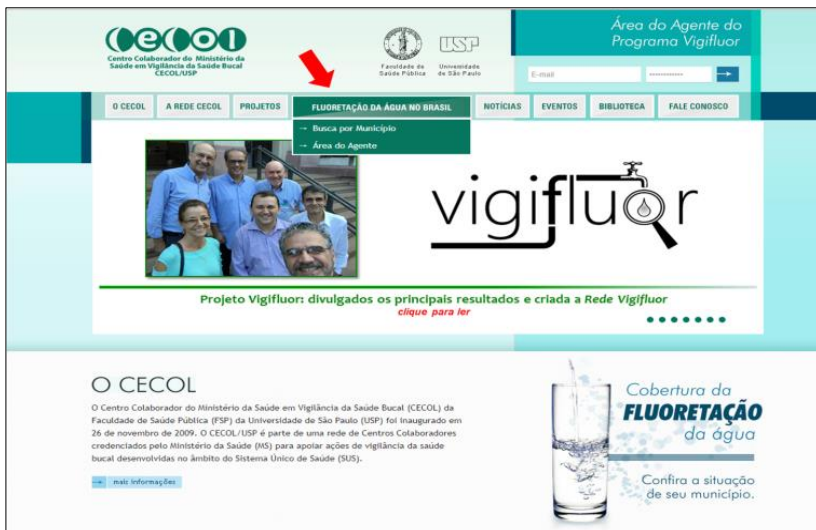 CECOL
Centro Colaborador do Ministério da
Saúde em Vigilância da Saúde Bucal
CECOL/USP
Faculdade de
Saúde Pública
USP
Universidade
de São Paulo
Área do Agente do
Programa Vigifluor
E-mail
O CECOL
A REDE CECOL
PROJETOS
FLUORETAÇÃO DA ÁGUA NO BRASIL
NOTÍCIAS
EVENTOS
BIBLIOTECA
FALE CONOSCO
→ Busca por Município
→ Área do Agente
vigifluor
Projeto Vigifluor: divulgados os principais resultados e criada a Rede Vigifluor
clique para ler
O CECOL
O Centro Colaborador do Ministério da Saúde em Vigilância da Saúde Bucal (CECOL) da
Faculdade de Saúde Pública (FSP) da Universidade de São Paulo (USP) foi inaugurado em
26 de novembro de 2009. O CECOL/USP é parte de uma rede de Centros Colaboradores
credenciados pelo Ministério da Saúde (MS) para apoiar ações de vigilância da saúde
bucal desenvolvidas no âmbito do Sistema Único de Saúde (SUS).
→ mais informações
Cobertura da
FLUORETAÇÃO
da água
Confira a situação
de seu município.